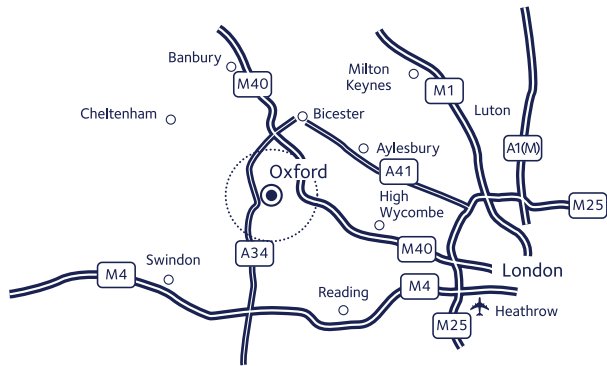 Banbury
M40
Milton
Keynes
M1
Cheltenham
Bicester
Luton
Aylesbury
A1(M)
Oxford
A41
High
Wycombe
M25
A34
M40
Swindon
M4
London
Reading
M4
M25
Heathrow